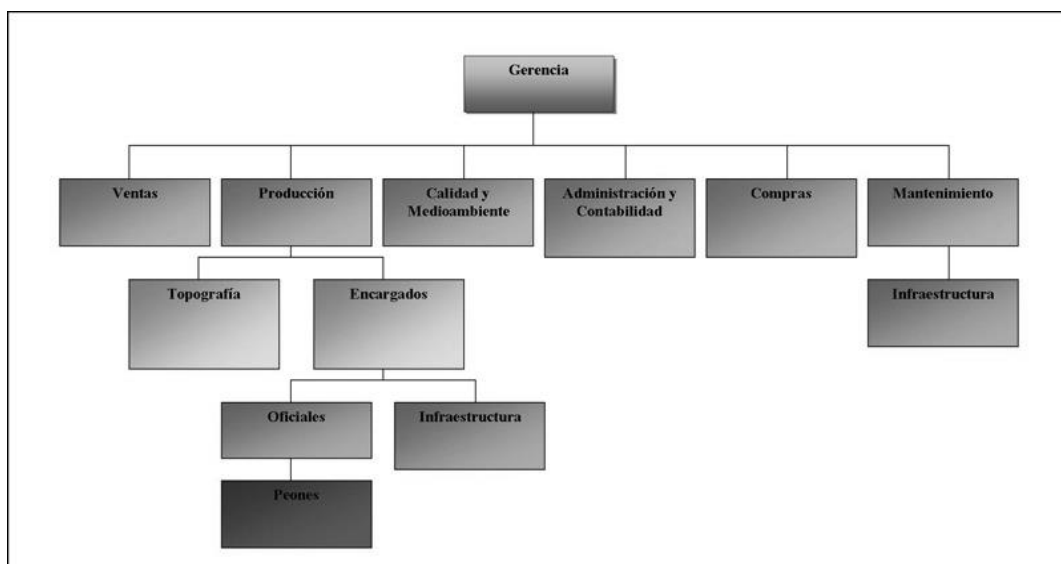 Gerencia
Ventas
Producción
Calidad y
Medioambiente
Administración y
Contabilidad
Compras
Mantenimiento
Topografía
Encargados
Infraestructura
Oficiales
Infraestructura
Peones